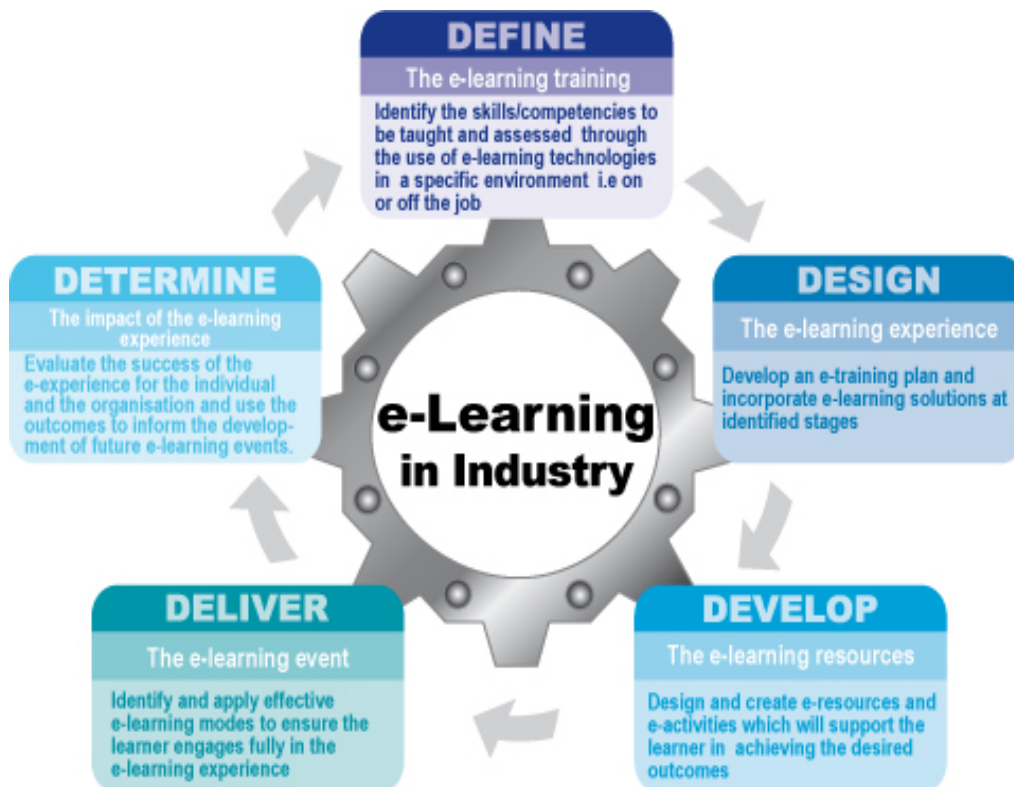 DEFINE
The e-learning training
Identify the skills/competencies to
be taught and assessed through
the use of e-learning technologies
in a specific environment i.e on
or off the job
DESIGN
The e-learning experience
Develop an e-training plan and
incorporate e-learning solutions at
identified stages
DEVELOP
The e-learning resources
Design and create e-resources and
e-activities which will support the
learner in achieving the desired
outcomes
DELIVER
The e-learning event
Identify and apply effective
e-learning modes to ensure the
learner engages fully in the
e-learning experience
DETERMINE
The impact of the e-learning
experience
Evaluate the success of the
e-experience for the individual
and the organisation and use the
outcomes to inform the develop-
ment of future e-learning events.
e-Learning
in Industry